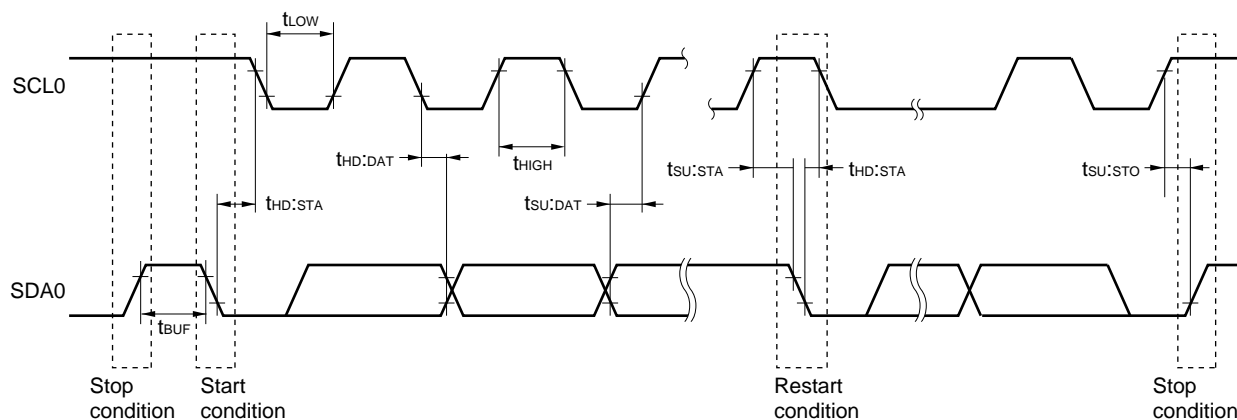 tLOW
SCL0
tHD:DAT
tHIGH
tSU:STA
tHD:STA
tSU:STO
tHD:STA
tSU:DAT
SDA0
tBUF
Stop
condition
Start
condition
Restart
condition
Stop
condition